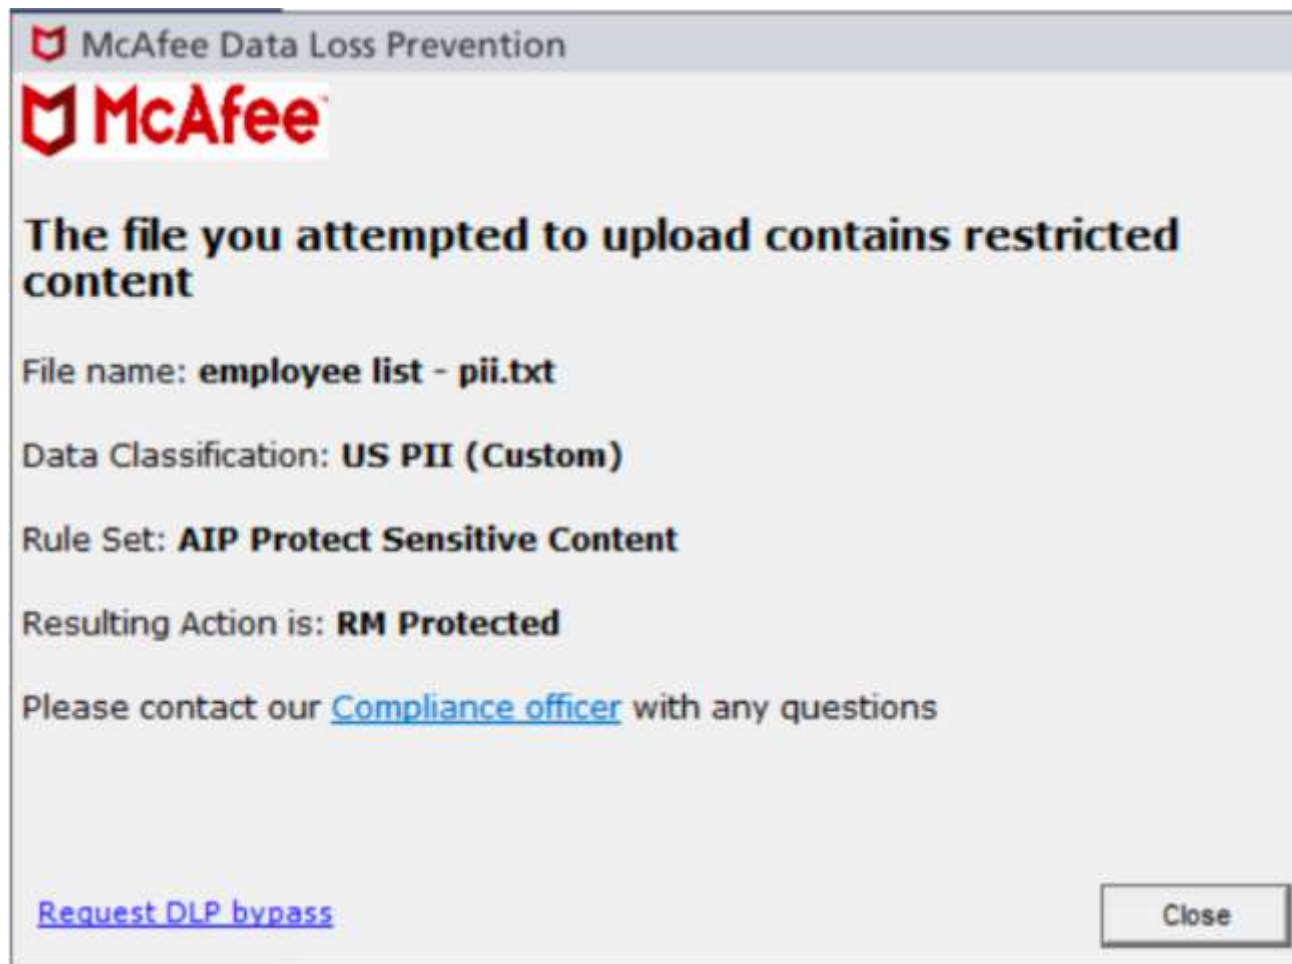 McAfee Data Loss Prevention
McAfee™
The file you attempted to upload contains restricted
content
File name: employee list - pii.txt
Data Classification: US PII (Custom)
Rule Set: AIP Protect Sensitive Content
Resulting Action is: RM Protected
Please contact our Compliance officer with any questions
Request DLP bypass
Close